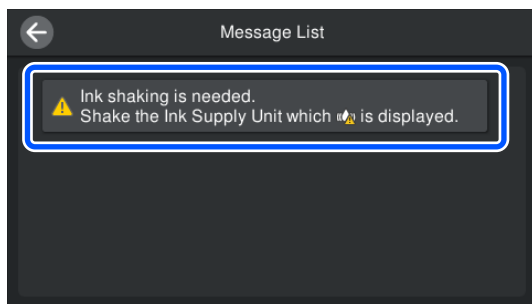 Message List
Ink shaking is needed.
Shake the Ink Supply Unit which is displayed.